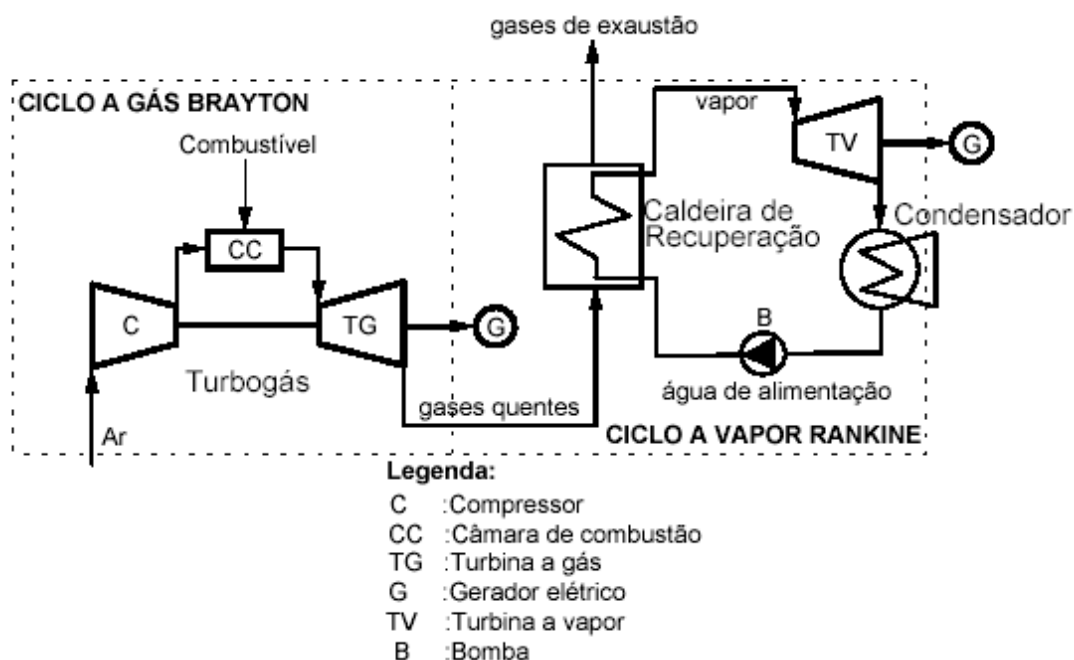 gases de exaustão
CICLO A GÁS BRAYTON
Combustível
CC
C
TG
G
Turbogás
Ar
gases quentes
vapor
TV
G
Caldeira de
Recuperação
Condensador
B
água de alimentação
CICLO A VAPOR RANKINE
Legenda:
C :Compressor
CC :Câmara de combustão
TG :Turbina a gás
G :Gerador elétrico
TV :Turbina a vapor
B :Bomba